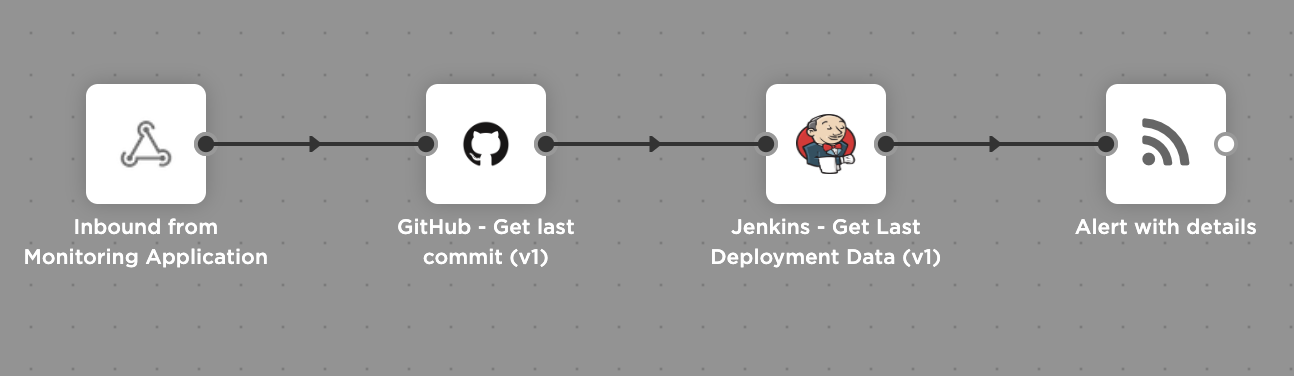 Inbound from
Monitoring Application
GitHub - Get last
commit (v1)
Jenkins - Get Last
Deployment Data (v1)
Alert with details